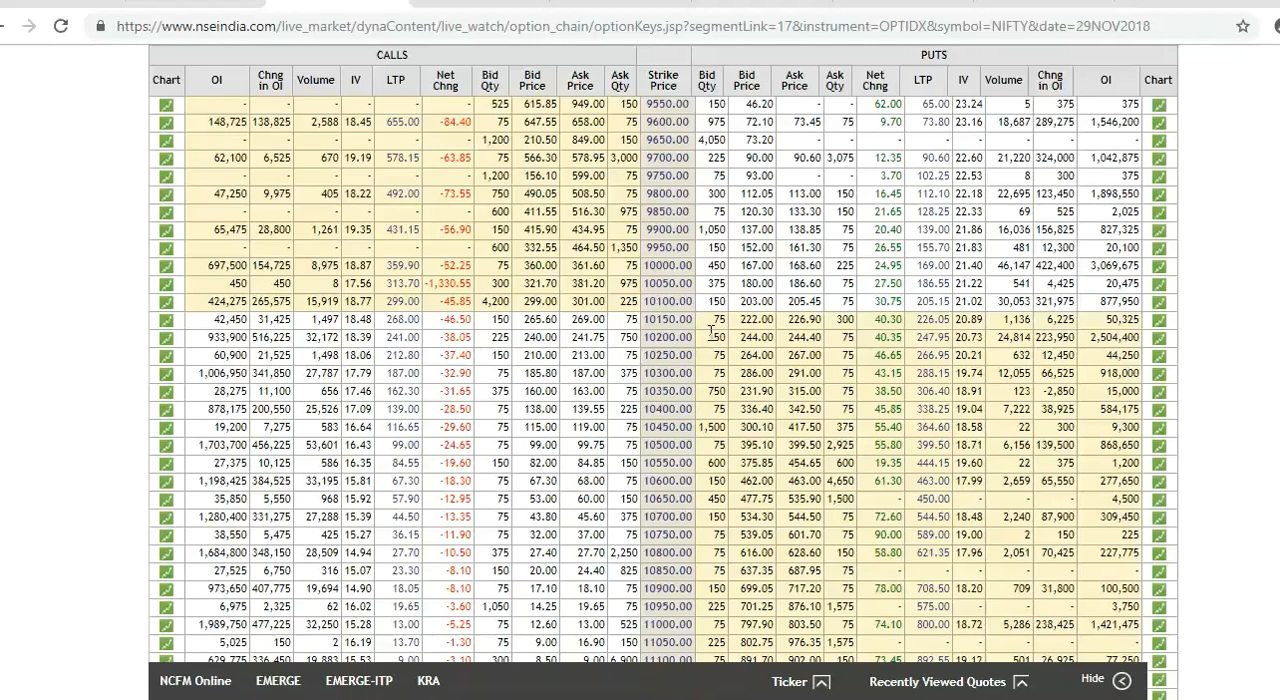 https://www.nseindia.com/live_market/dynaContent/live_watch/option_chain/optionKeys.jsp?segmentLink=17&instrument=OPTIDX&symbol=NIFTY&date=29NOV2018
CALLS PUTS
Chart OI Chng in OI Volume IV LTP Net Chng Bid Qty Bid Price Ask Price Ask Qty Strike Price Bid Qty Bid Price Ask Price Ask Qty Net Chng LTP IV Volume Chng in OI OI Chart
- - - - - - 525 615.85 949.00 150 9550.00 150 46.20 - - 62.00 65.00 23.24 5 375 375
148,725 138,825 2,588 18.45 655.00 -84.40 75 647.55 658.00 75 9600.00 975 72.10 73.45 75 9.70 73.80 23.16 18,687 289,275 1,546,200
- - - - - - 1,200 210.50 849.00 150 9650.00 4,050 73.20 - - - - - - - -
62,100 6,525 670 19.19 578.15 -63.85 75 566.30 578.95 3,000 9700.00 225 90.00 90.60 3,075 12.35 90.60 22.60 21,220 324,000 1,042,875
- - - - - - 1,200 156.10 599.00 75 9750.00 75 93.00 - - 3.70 102.25 22.53 8 300 375
47,250 9,975 405 18.22 492.00 -73.55 750 490.05 508.50 75 9800.00 300 112.05 113.00 150 16.45 112.10 22.18 22,695 123,450 1,898,550
- - - - - - 600 411.55 516.30 975 9850.00 75 120.30 133.30 150 21.65 128.25 22.33 69 525 2,025
65,475 28,800 1,261 19.35 431.15 -56.90 150 415.90 434.95 75 9900.00 1,050 137.00 138.85 75 20.40 139.00 21.86 16,036 156,825 827,325
- - - - - - 600 332.55 464.50 1,350 9950.00 150 152.00 161.30 75 26.55 155.70 21.83 481 12,300 20,100
697,500 154,725 8,975 18.87 359.90 -52.25 75 360.00 361.60 75 10000.00 450 167.00 168.60 225 24.95 169.00 21.40 46,147 422,400 3,069,675
450 450 8 17.56 313.70 -1,330.55 300 321.70 381.20 975 10050.00 375 180.00 186.60 75 27.50 186.55 21.22 541 4,425 20,475
424,275 265,575 15,919 18.77 299.00 -45.85 4,200 299.00 301.00 225 10100.00 150 203.00 205.45 75 30.75 205.15 21.02 30,053 321,975 877,950
42,450 31,425 1,497 18.48 268.00 -46.50 150 265.60 269.00 75 10150.00 75 222.00 226.90 300 40.30 226.05 20.89 1,136 6,225 50,325
933,900 516,225 32,172 18.39 241.00 -38.05 225 240.00 241.75 750 10200.00 244.00 244.40 75 40.35 247.95 20.73 24,814 223,950 2,504,400
60,900 21,525 1,498 18.06 212.80 -37.40 150 210.00 213.00 75 10250.00 75 264.00 267.00 75 46.65 266.95 20.21 632 12,450 44,250
1,006,950 341,850 27,787 17.79 187.00 -32.90 225 185.80 187.00 375 10300.00 75 286.00 291.00 75 43.15 288.15 19.74 12,055 66,525 918,000
28,275 11,100 656 17.46 162.30 -31.65 375 160.00 163.00 75 10350.00 750 231.90 315.00 75 38.50 306.40 18.91 123 -2,850 15,000
878,175 200,550 25,526 17.09 139.00 -28.50 75 138.00 139.55 225 10400.00 75 336.40 342.50 75 45.85 338.25 19.04 7,222 38,925 584,175
19,200 7,275 583 16.64 116.65 -29.60 75 115.00 119.00 75 10450.00 1,500 300.10 417.50 375 55.40 364.60 18.58 22 300 9,300
1,703,700 456,225 53,601 16.43 99.00 -24.65 75 99.00 99.75 75 10500.00 75 395.10 399.50 2,925 55.80 399.50 18.71 6,156 139,500 868,650
27,375 10,125 586 16.35 84.55 -19.60 150 82.00 84.85 150 10550.00 600 375.85 454.65 600 19.35 444.15 19.60 22 375 1,200
1,198,425 384,525 33,195 15.81 67.30 -18.30 75 67.30 68.00 75 10600.00 150 462.00 463.00 4,650 61.30 463.00 17.99 2,659 65,550 277,650
35,850 5,550 968 15.92 57.90 -12.95 75 53.00 60.00 150 10650.00 450 477.75 535.90 1,500 - 450.00 - - - 4,500
1,280,400 331,275 27,288 15.39 44.50 -13.35 75 43.80 45.60 375 10700.00 150 534.30 544.50 75 72.60 544.50 18.48 2,240 87,900 309,450
38,550 5,475 425 15.27 36.15 -11.90 75 32.00 37.00 75 10750.00 75 539.05 601.70 75 90.00 589.00 19.00 2 150 225
1,684,800 348,150 28,509 14.94 27.70 -10.50 375 27.40 27.70 2,250 10800.00 75 616.00 628.60 150 58.80 621.35 17.96 2,051 70,425 227,775
27,525 6,750 316 15.07 23.30 -8.10 150 20.00 24.40 825 10850.00 75 637.35 687.95 75 - - - - - -
973,650 407,775 19,694 14.90 18.05 -8.10 75 17.10 18.10 75 10900.00 150 699.05 717.20 75 78.00 708.50 18.20 709 31,800 100,500
6,975 2,325 62 16.02 19.65 -3.60 1,050 14.25 19.65 75 10950.00 225 701.25 876.10 1,575 - 575.00 - - - 3,750
1,989,750 477,225 32,250 15.28 13.00 -5.25 75 12.60 13.00 525 11000.00 75 797.90 803.50 75 74.10 800.00 18.72 5,286 238,425 1,421,475
5,025 150 2 16.19 13.70 -1.30 75 9.00 16.90 150 11050.00 225 802.75 976.35 1,575 - - - - - -
629,775 336,450 19,883 15.53 9.00 -3.10 300 8.50 9.00 6,900 11100.00 75 891.70 902.00 150 73.45 892.55 19.12 501 26,925 77,250
NCFM Online EMERGE EMERGE-ITP KRA Ticker Recently Viewed Quotes Hide